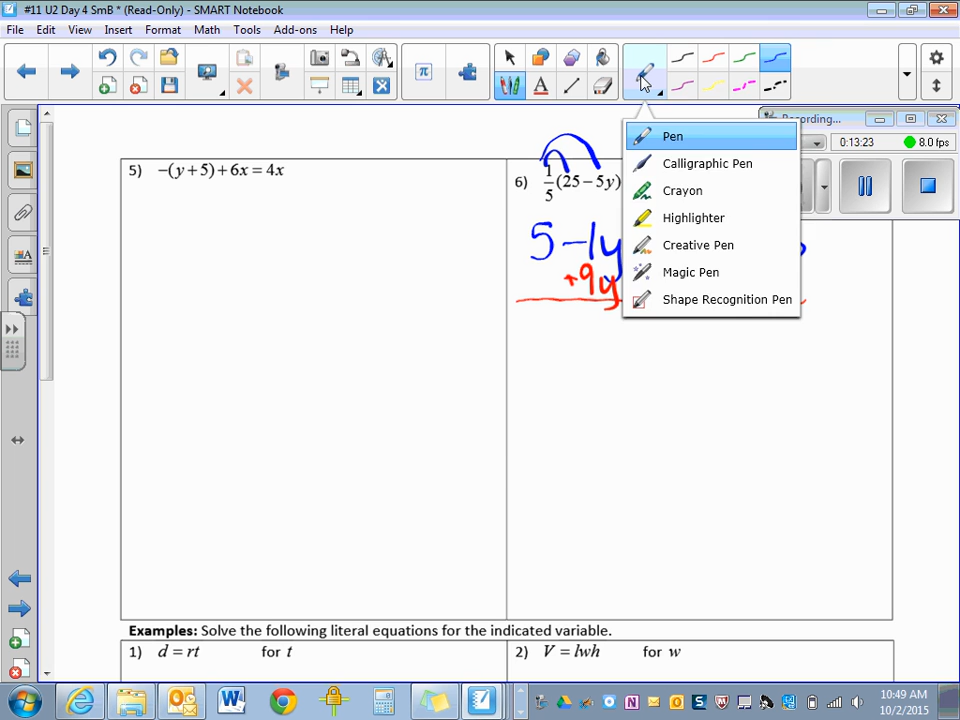 #11 U2 Day 4 SmB * (Read-Only) - SMART Notebook
File Edit View Insert Format Math Tools Add-ons Help
π
A
Recording...
0:13:23 8.0 fps
Pen
Calligraphic Pen
Crayon
Highlighter
Creative Pen
Magic Pen
Shape Recognition Pen
5) −(y + 5) + 6x = 4x
6) 1/5(25 − 5y)
5 −1y
+9y
Examples: Solve the following literal equations for the indicated variable.
1) d = rt for t
2) V = lwh for w
10:49 AM
10/2/2015